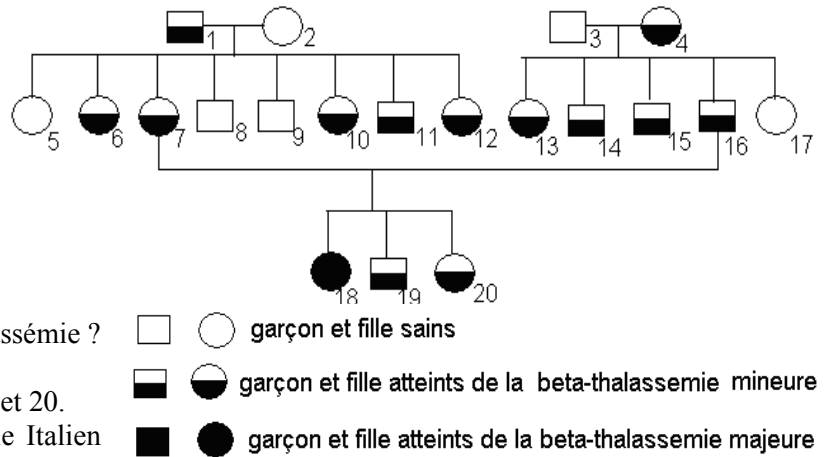 1 2 3 4
5 6 7 8 9 10 11 12 13 14 15 16 17
18 19 20
ssémie ?
garçon et fille sains
garçon et fille atteints de la beta-thalassemie mineure
et 20.
e Italien
garçon et fille atteints de la beta-thalassemie majeure